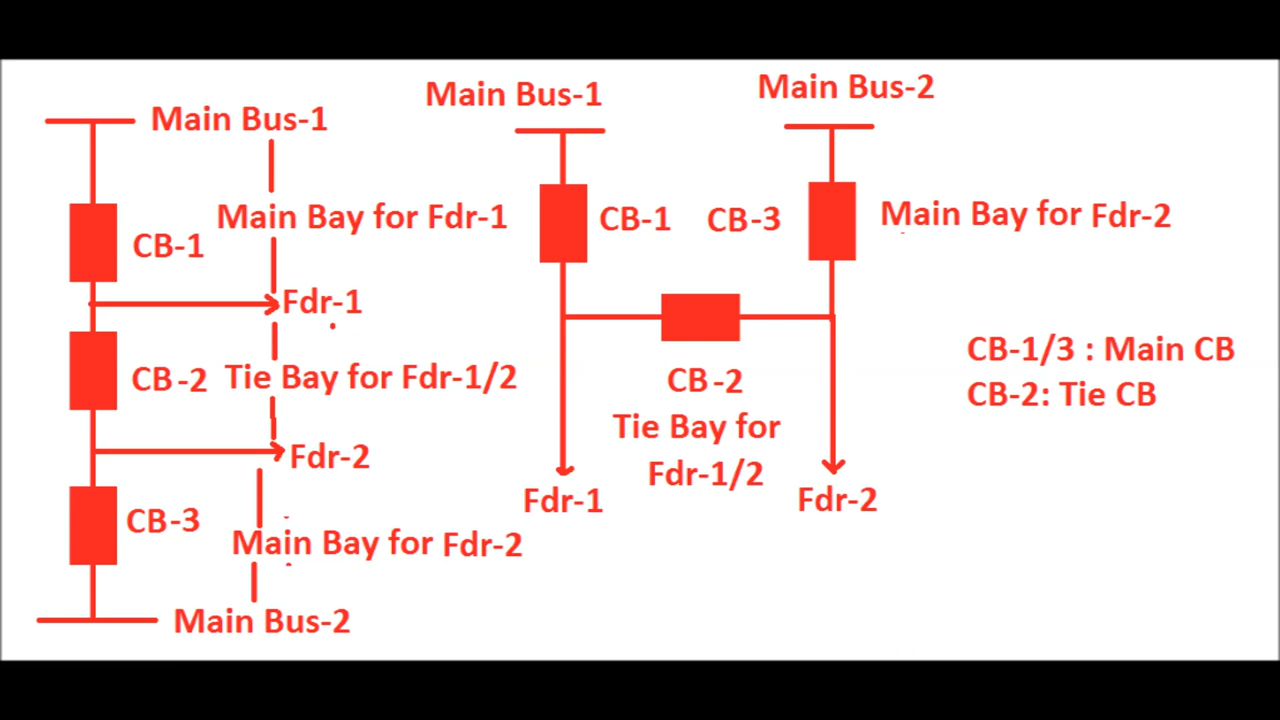 Main Bus-1
Main Bay for Fdr-1
CB-1
Fdr-1
CB-2 Tie Bay for Fdr-1/2
Fdr-2
CB-3
Main Bay for Fdr-2
Main Bus-2
Main Bus-1
Main Bus-2
CB-1
CB-3
Main Bay for Fdr-2
CB-2
Tie Bay for
Fdr-1/2
Fdr-1
Fdr-2
CB-1/3 : Main CB
CB-2: Tie CB